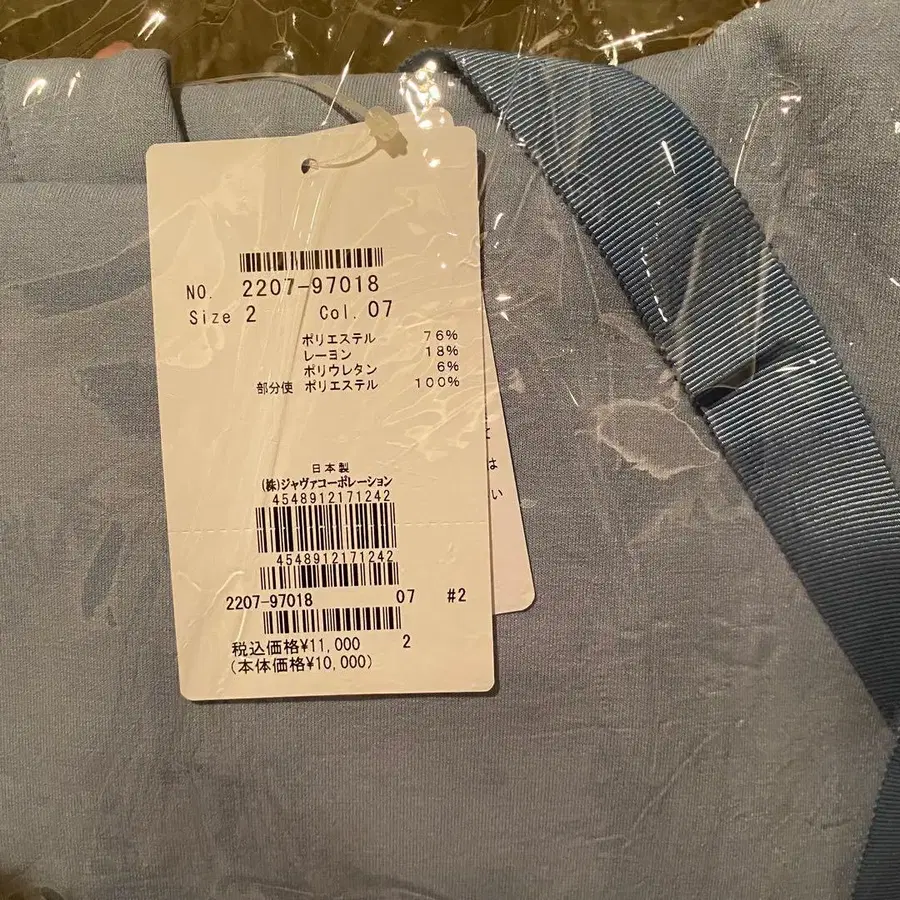 NO. 2207-97018
Size 2 Col. 07
ポリエステル 76%
レーヨン 18%
ポリウレタン 6%
部分使 ポリエステル 100%
日本製
(株)ジャヴァコーポレーション
4548912171242
4548912171242
2207-97018 07 #2
税込価格¥11,000 2
(本体価格¥10,000)
は
い